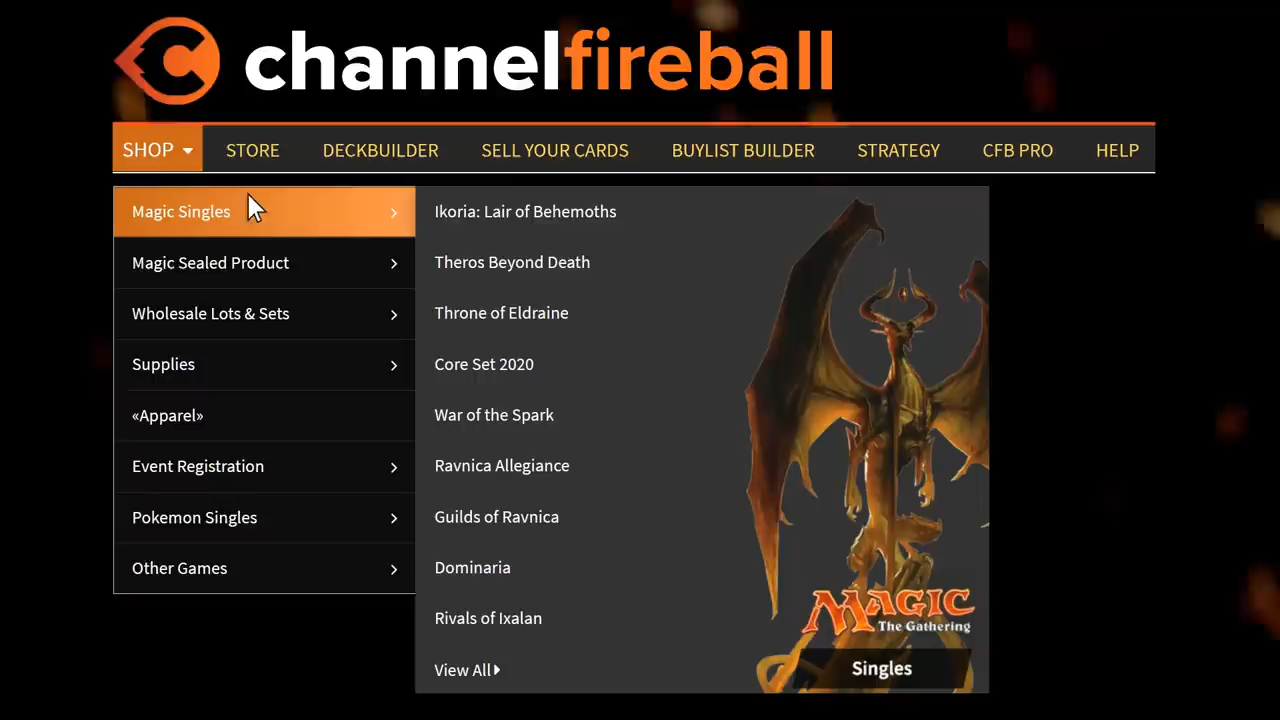 channelfireball
SHOP STORE DECKBUILDER SELL YOUR CARDS BUYLIST BUILDER STRATEGY CFB PRO HELP
Magic Singles
Magic Sealed Product
Wholesale Lots & Sets
Supplies
«Apparel»
Event Registration
Pokemon Singles
Other Games
Ikoria: Lair of Behemoths
Theros Beyond Death
Throne of Eldraine
Core Set 2020
War of the Spark
Ravnica Allegiance
Guilds of Ravnica
Dominaria
Rivals of Ixalan
View All
MAGIC
The Gathering
Singles